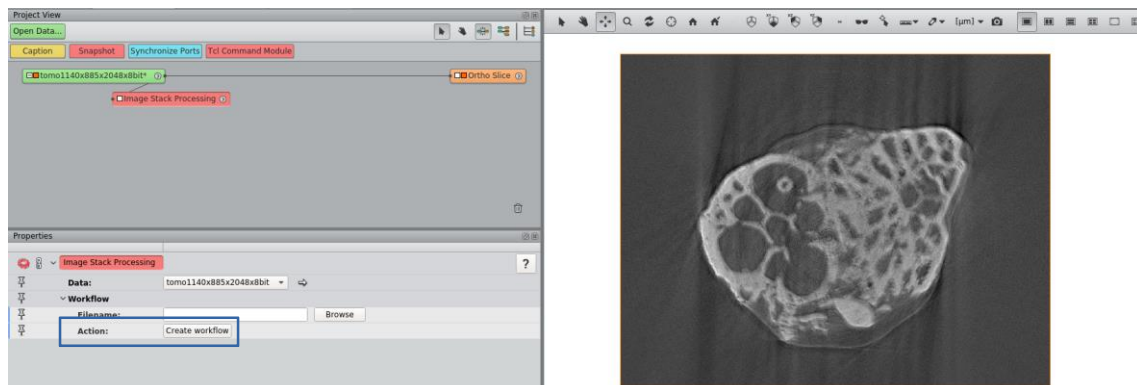 Project View
Open Data...
Caption Snapshot Synchronize Ports Tcl Command Module
tomo1140x885x2048x8bit*
Ortho Slice
Image Stack Processing
[µm]
Properties
Image Stack Processing
?
Data: tomo1140x885x2048x8bit
Workflow
Filename: Browse
Action: Create workflow